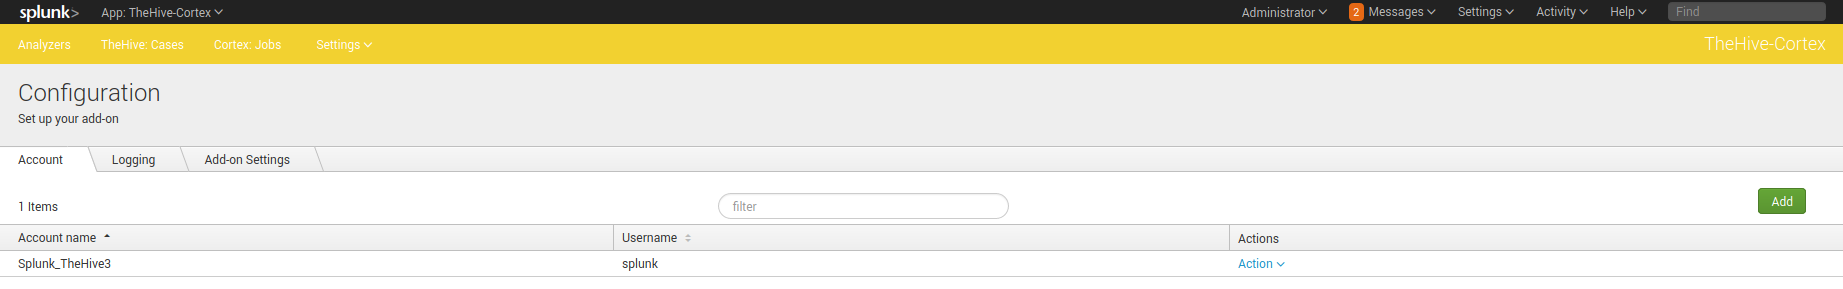 splunk> App: TheHive-Cortex Administrator 2 Messages Settings Activity Help Find
Analyzers TheHive: Cases Cortex: Jobs Settings TheHive-Cortex
Configuration
Set up your add-on
Account Logging Add-on Settings
1 Items filter Add
Account name Username Actions
Splunk_TheHive3 splunk Action